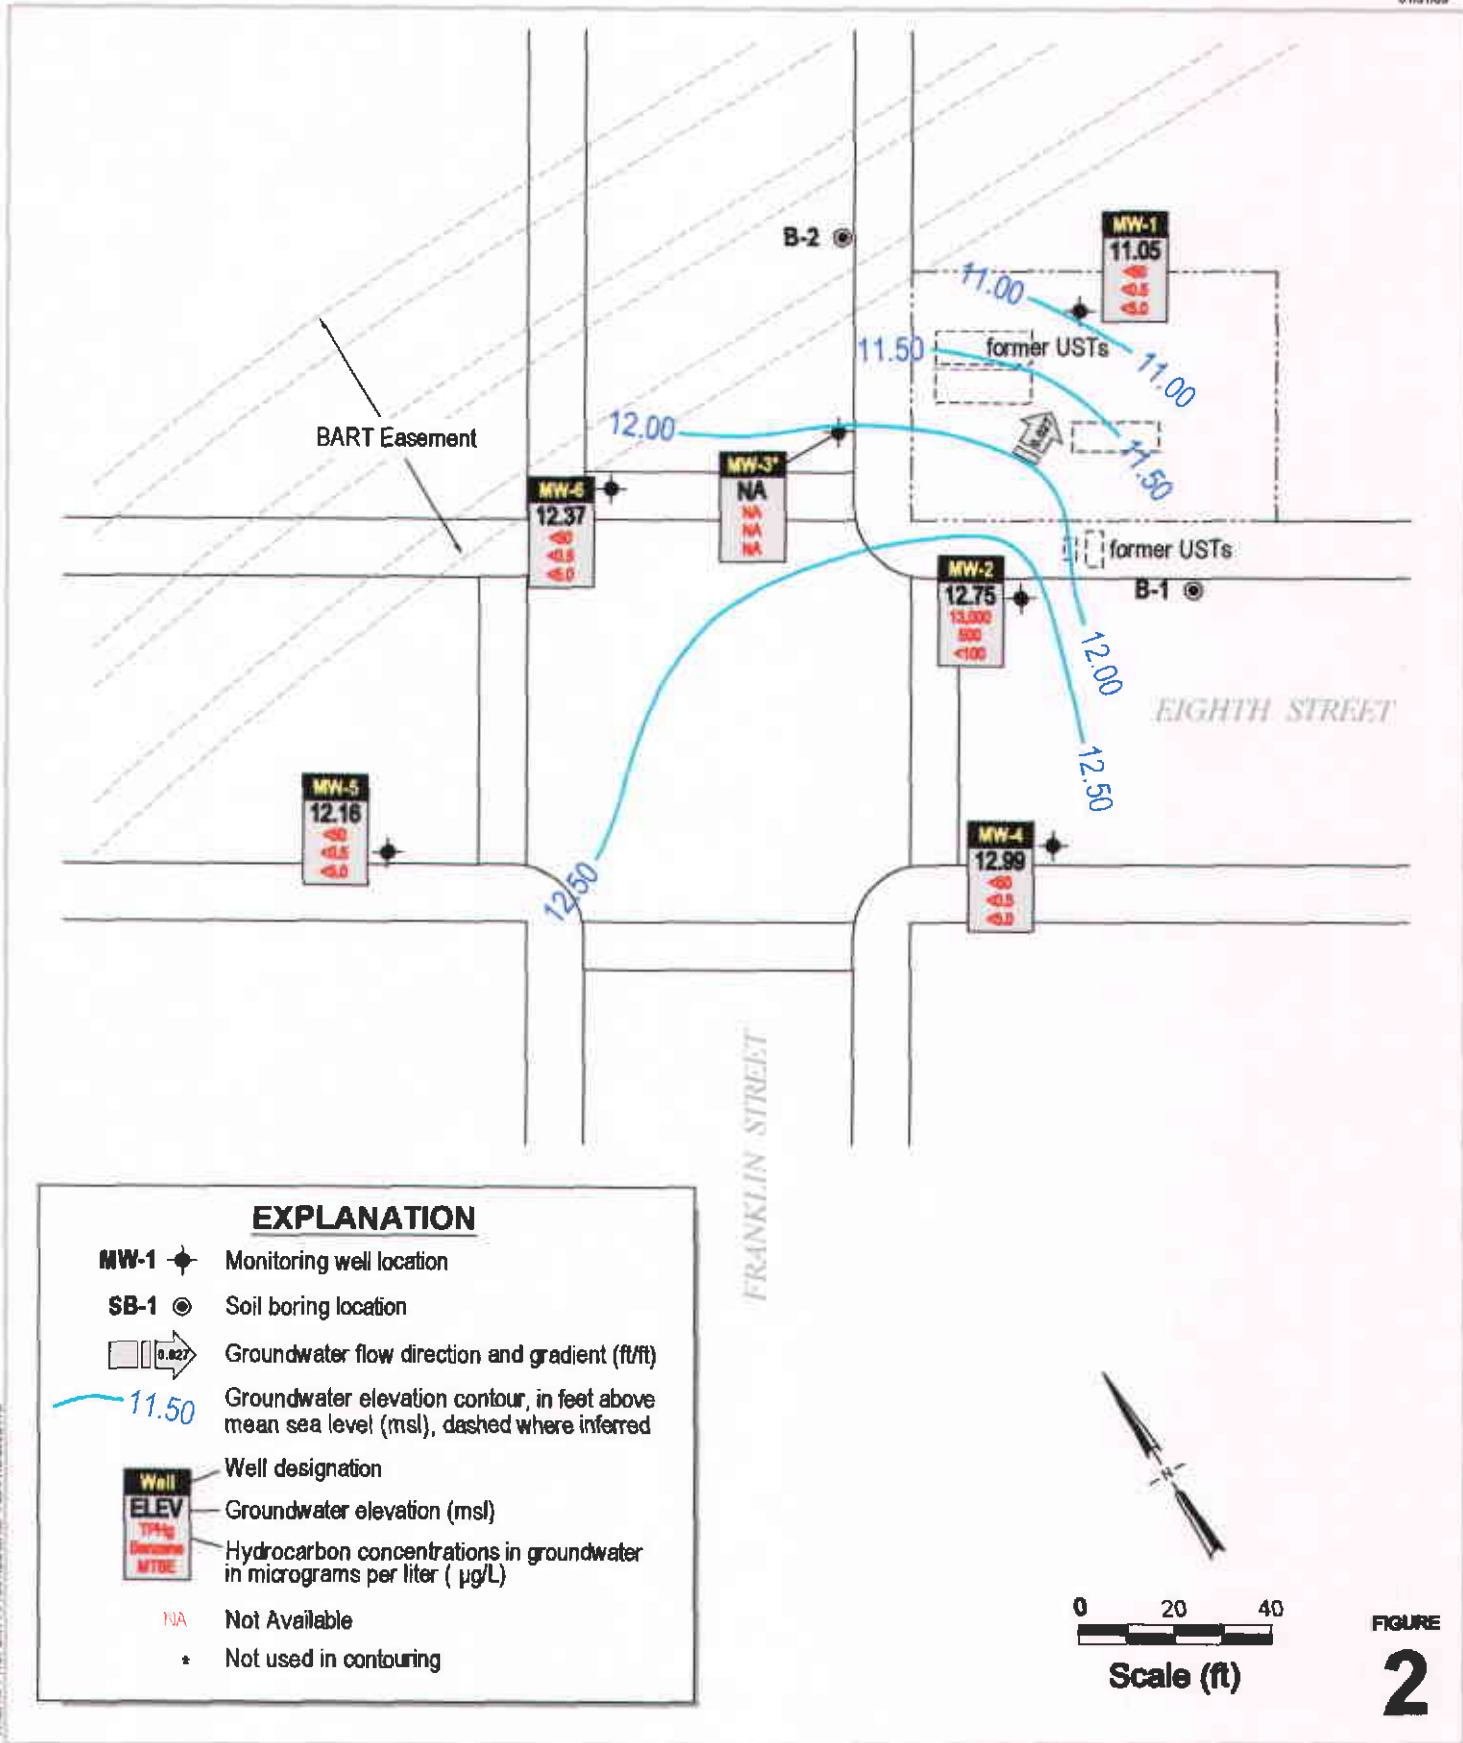 B-2
MW-1
11.05
<50
<0.5
<5.0
11.00
11.50
former USTs
11.00
12.00
BART Easement
0.027
MW-3*
NA
NA
NA
NA
11.50
MW-6
12.37
<50
<0.5
<5.0
former USTs
MW-2
12.75
13,000
B-1
<100
12.00
EIGHTH STREET
12.50
MW-5
12.16
<50
<0.5
<5.0
MW-4
12.99
<50
<0.5
<5.0
12.50
FRANKLIN STREET
EXPLANATION
MW-1 Monitoring well location
SB-1 Soil boring location
0.027 Groundwater flow direction and gradient (ft/ft)
11.50 Groundwater elevation contour, in feet above
mean sea level (msl), dashed where inferred
Well Well designation
ELEV Groundwater elevation (msl)
TPHg
Benzene
MTBE
Hydrocarbon concentrations in groundwater
in micrograms per liter ( µg/L)
NA Not Available
* Not used in contouring
N
0 20 40
Scale (ft)
FIGURE
2